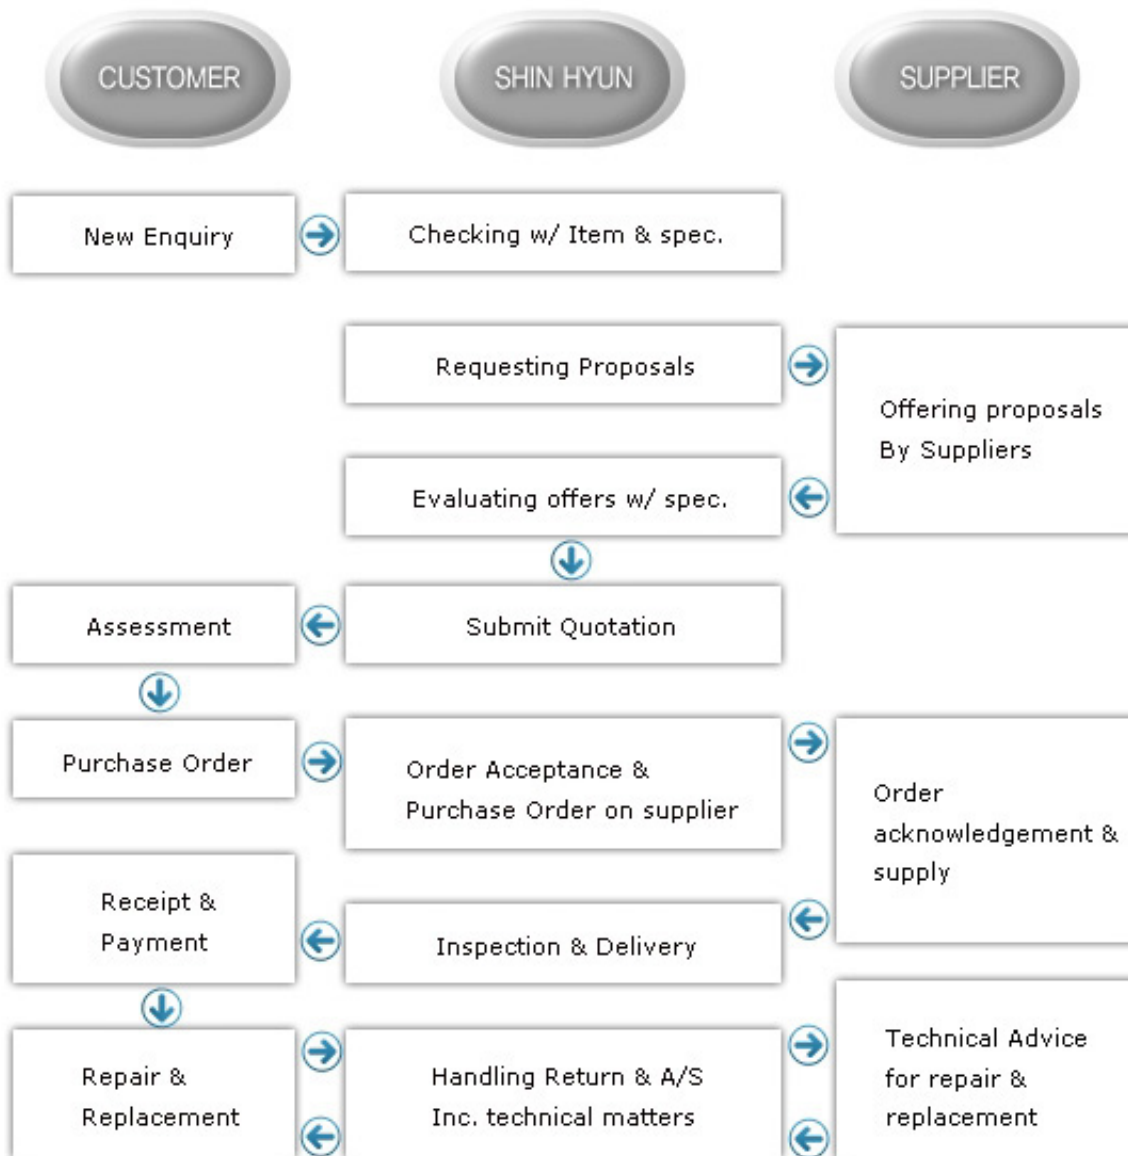 CUSTOMER
SHIN HYUN
SUPPLIER
New Enquiry
Checking w/ Item & spec.
Requesting Proposals
Offering proposals
By Suppliers
Evaluating offers w/ spec.
Assessment
Submit Quotation
Purchase Order
Order Acceptance &
Purchase Order on supplier
Order
acknowledgement &
supply
Receipt &
Payment
Inspection & Delivery
Repair &
Replacement
Handling Return & A/S
Inc. technical matters
Technical Advice
for repair &
replacement